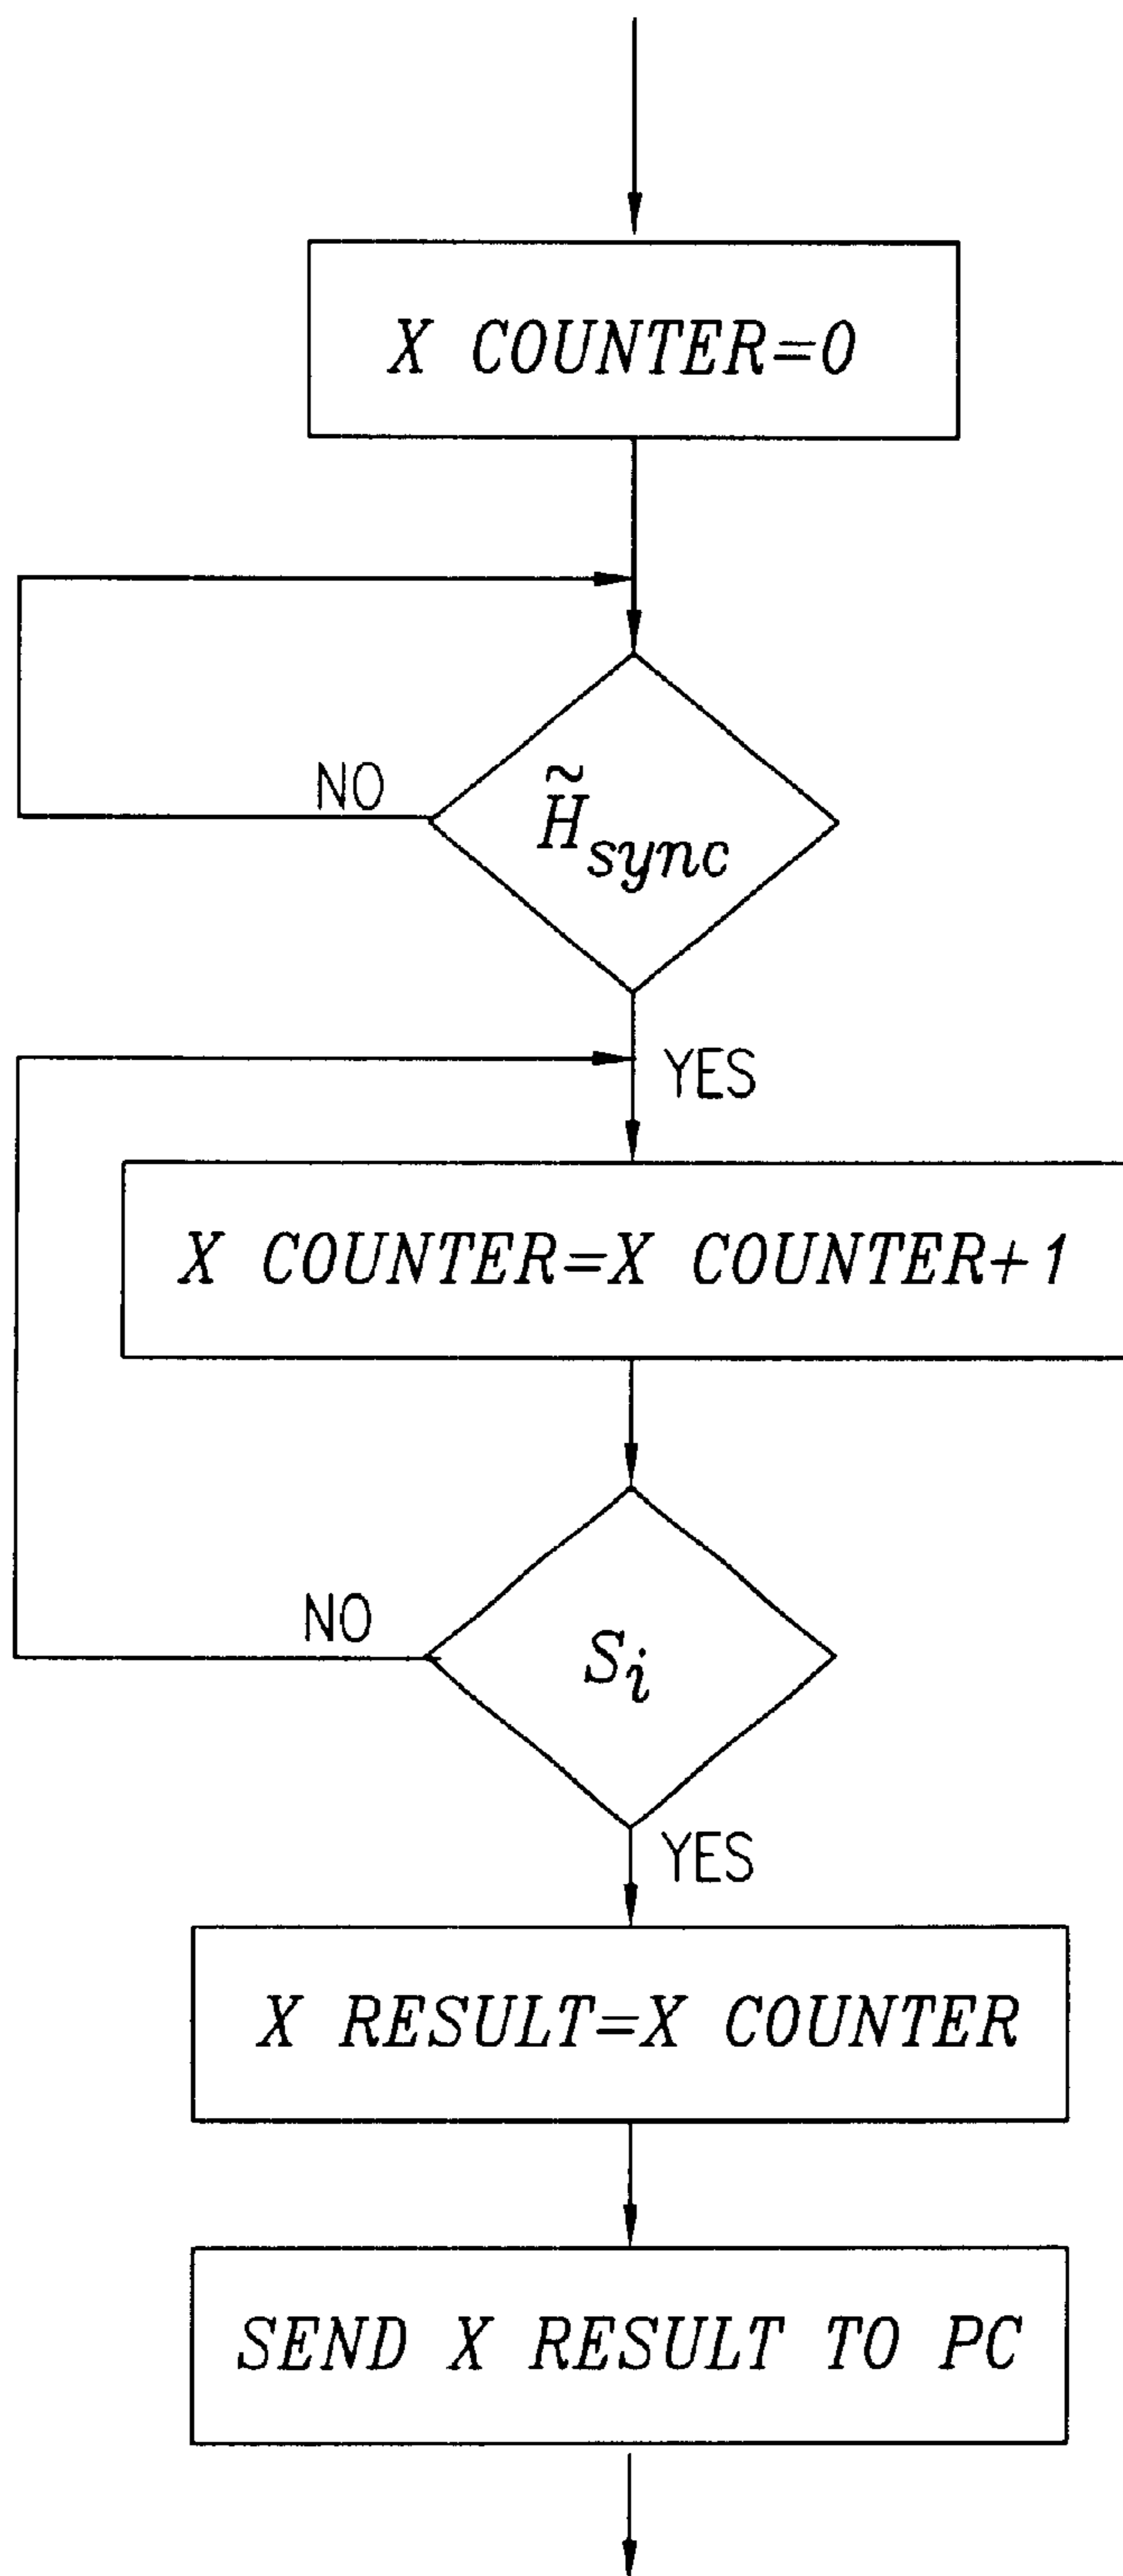 X COUNTER=0
NO
H̃sync
YES
X COUNTER=X COUNTER+1
NO
Si
YES
X RESULT=X COUNTER
SEND X RESULT TO PC